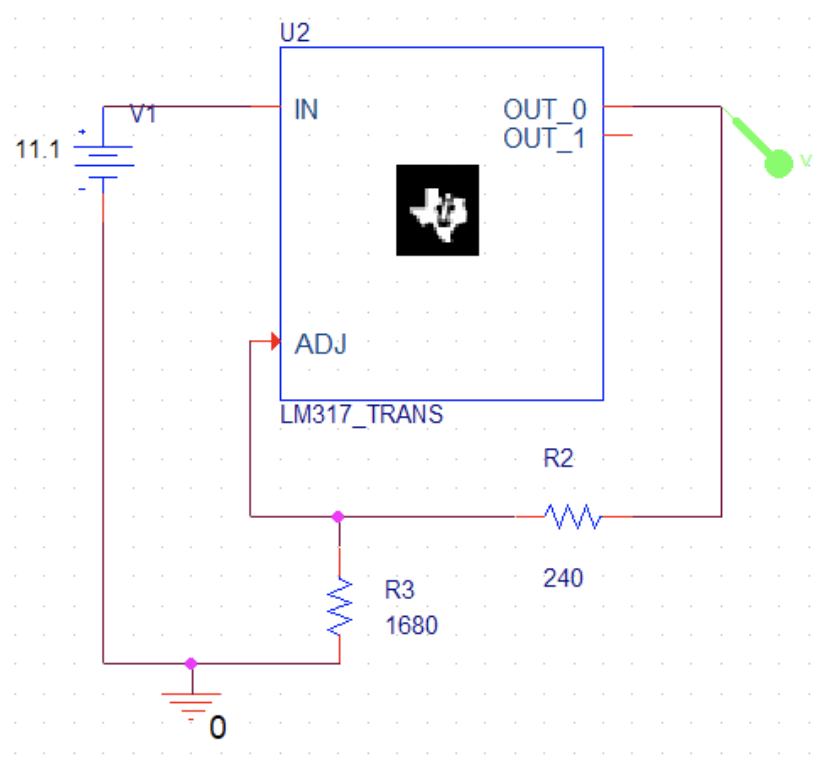 U2
V1
IN
OUT_0
OUT_1
11.1
+
-
V
ADJ
LM317_TRANS
R2
240
R3
1680
0